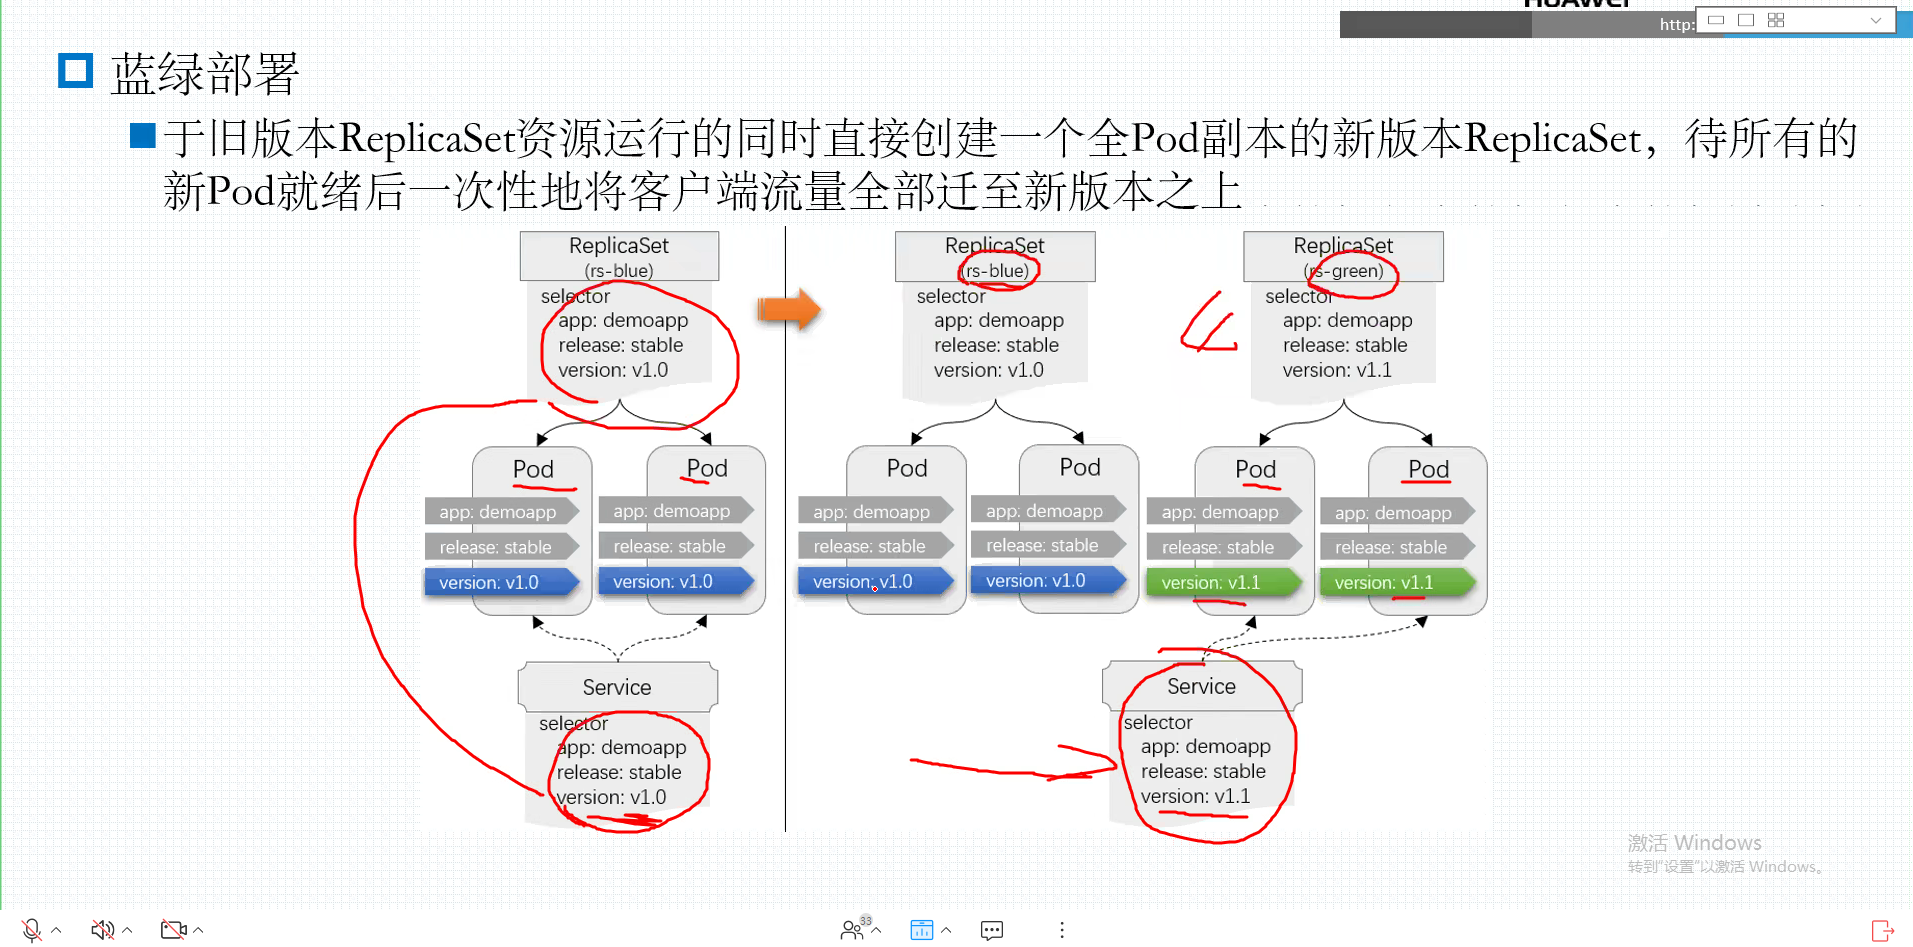 HUAWEI
http:
蓝绿部署
于旧版本ReplicaSet资源运行的同时直接创建一个全Pod副本的新版本ReplicaSet，待所有的
新Pod就绪后一次性地将客户端流量全部迁至新版本之上
ReplicaSet
(rs-blue)
selector
app: demoapp
release: stable
version: v1.0
Pod
app: demoapp
release: stable
version: v1.0
Pod
app: demoapp
release: stable
version: v1.0
Service
selector
app: demoapp
release: stable
version: v1.0
ReplicaSet
(rs-blue)
selector
app: demoapp
release: stable
version: v1.0
Pod
app: demoapp
release: stable
version: v1.0
Pod
app: demoapp
release: stable
version: v1.0
ReplicaSet
(rs-green)
selector
app: demoapp
release: stable
version: v1.1
Pod
app: demoapp
release: stable
version: v1.1
Pod
app: demoapp
release: stable
version: v1.1
Service
selector
app: demoapp
release: stable
version: v1.1
激活 Windows
转到“设置”以激活 Windows。
33